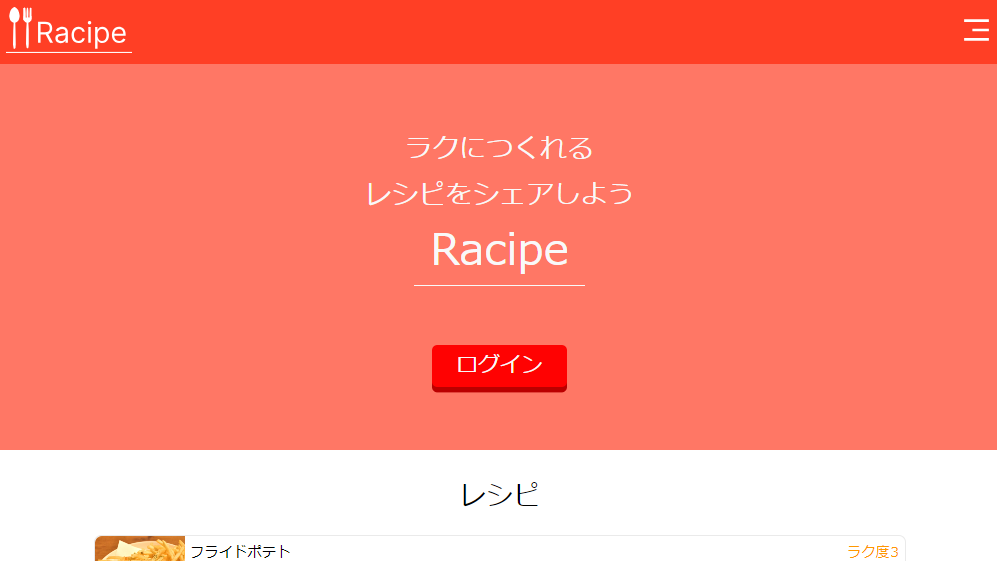 Racipe
ラクにつくれる
レシピをシェアしよう
Racipe
ログイン
レシピ
フライドポテト
ラク度3